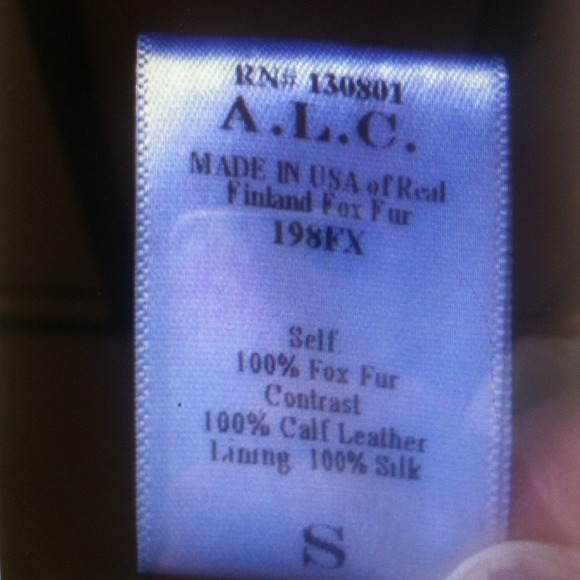 RN# 130801
A.L.C.
MADE IN USA of Real
Finland Fox Fur
198FX
Self
100% Fox Fur
Contrast
100% Calf Leather
Lining 100% Silk
S